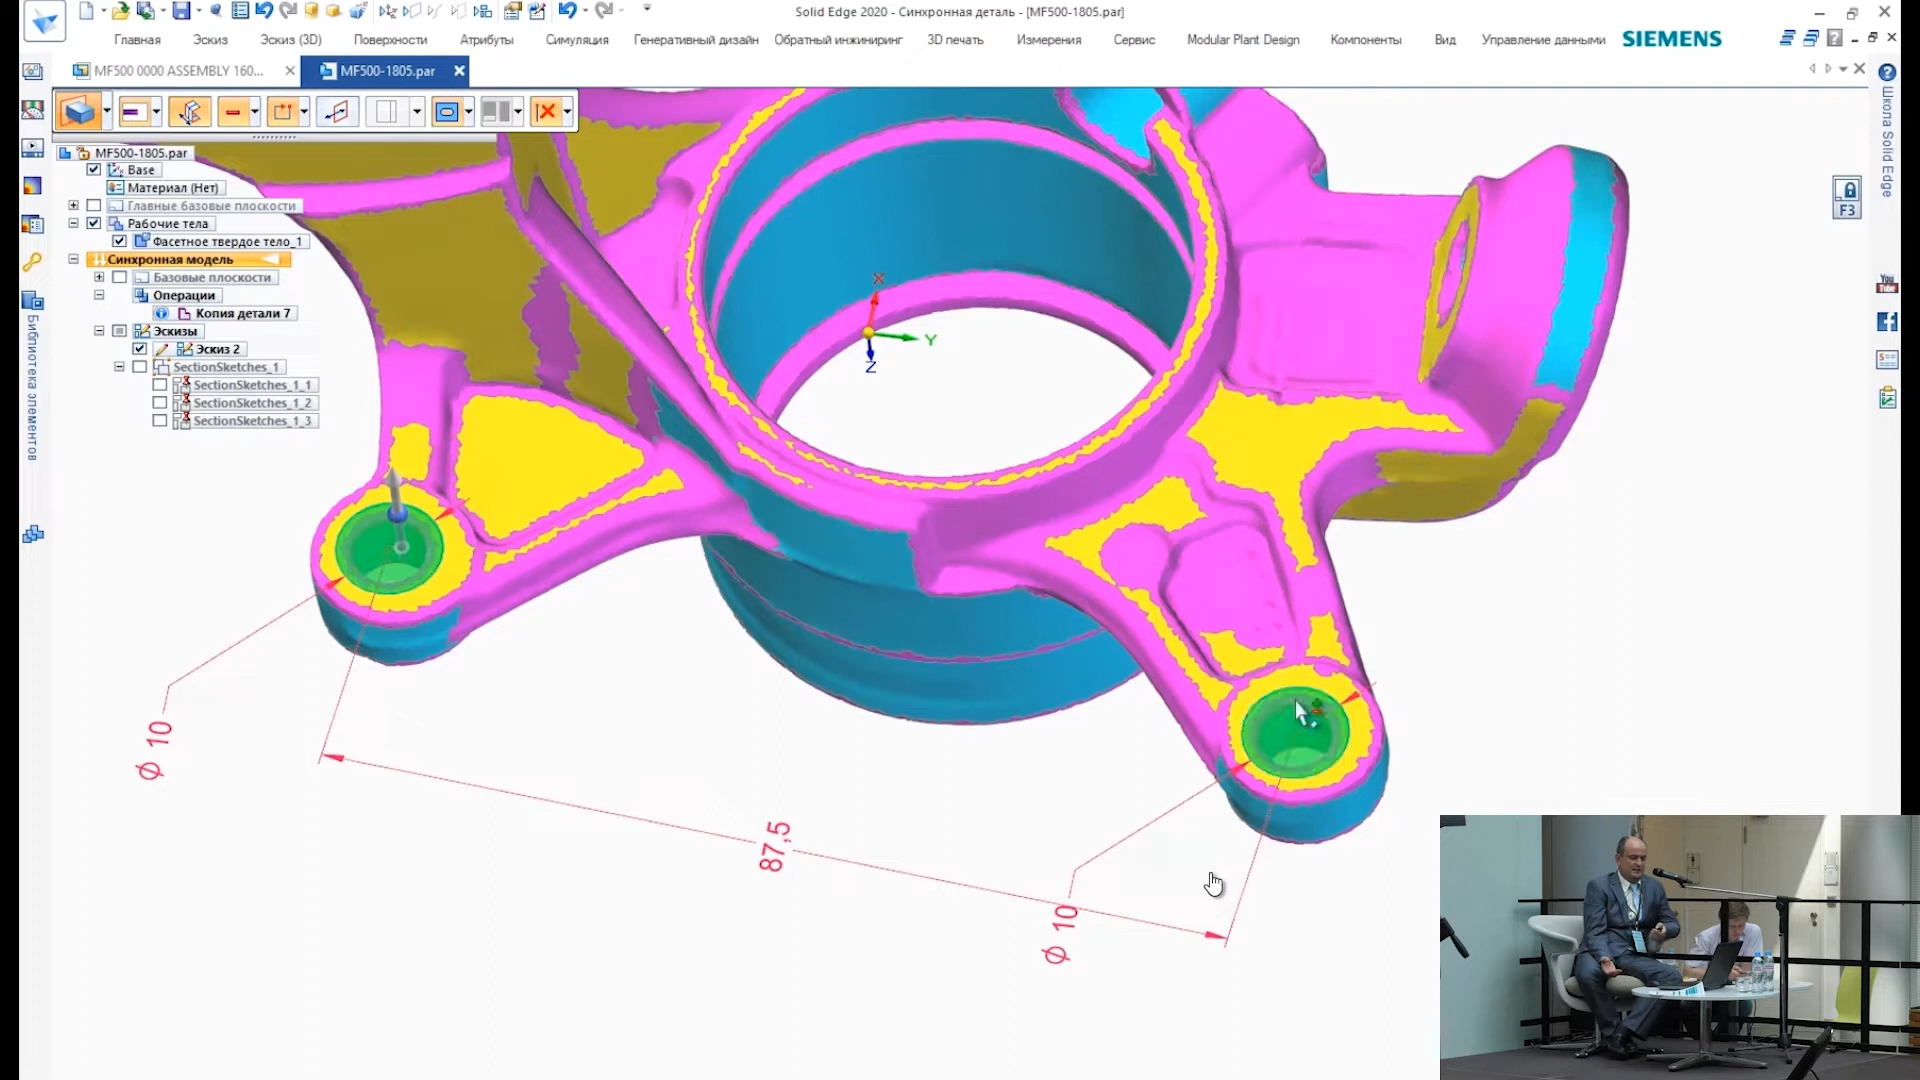 Solid Edge 2020 - Синхронная деталь - [MF500-1805.par]
Главная Эскиз Эскиз (3D) Поверхности Атрибуты Симуляция Генеративный дизайн Обратный инжиниринг 3D печать Измерения Сервис Modular Plant Design Компоненты Вид Управление данными SIEMENS
MF500 0000 ASSEMBLY 160... MF500-1805.par
MF500-1805.par
Base
Материал (Нет)
Главные базовые плоскости
Рабочие тела
Фасетное твердое тело_1
Синхронная модель
Базовые плоскости
Операции
Копия детали 7
Эскизы
Эскиз 2
SectionSketches_1
SectionSketches_1_1
SectionSketches_1_2
SectionSketches_1_3
Библиотека элементов
Школа Solid Edge
F3
You
Tube
X
Y
Z
ϕ 10
87,5
ϕ 10